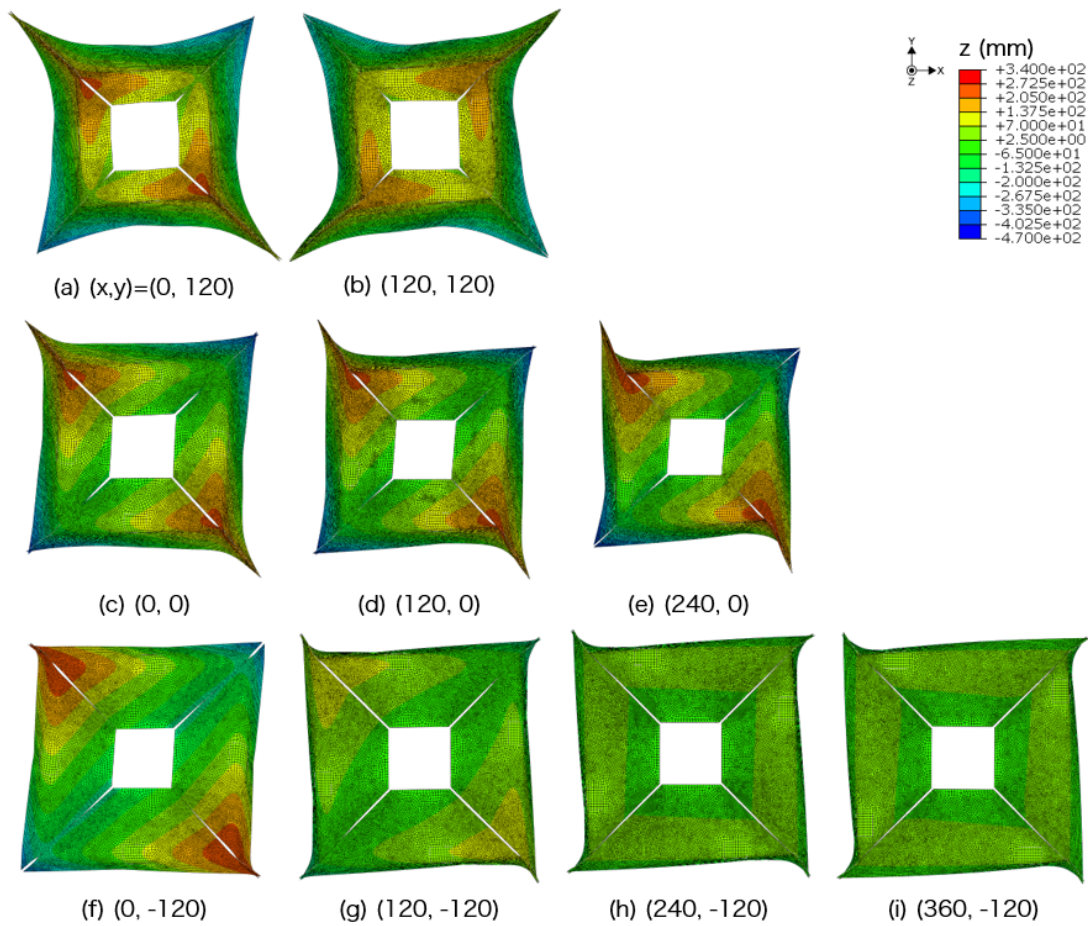 Y
X
Z
z (mm)
+3.400e+02
+2.725e+02
+2.050e+02
+1.375e+02
+7.000e+01
+2.500e+00
-6.500e+01
-1.325e+02
-2.000e+02
-2.675e+02
-3.350e+02
-4.025e+02
-4.700e+02
(a) (x,y)=(0, 120)
(b) (120, 120)
(c) (0, 0)
(d) (120, 0)
(e) (240, 0)
(f) (0, -120)
(g) (120, -120)
(h) (240, -120)
(i) (360, -120)